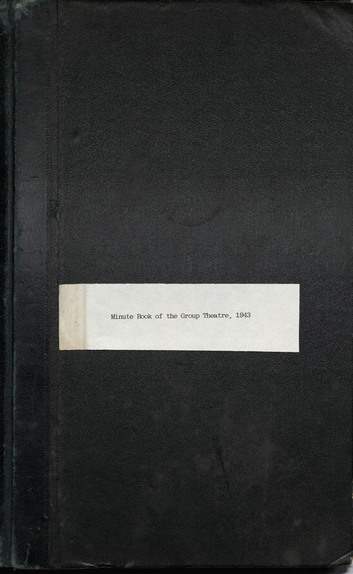 Minute Book of the Group Theatre, 1943